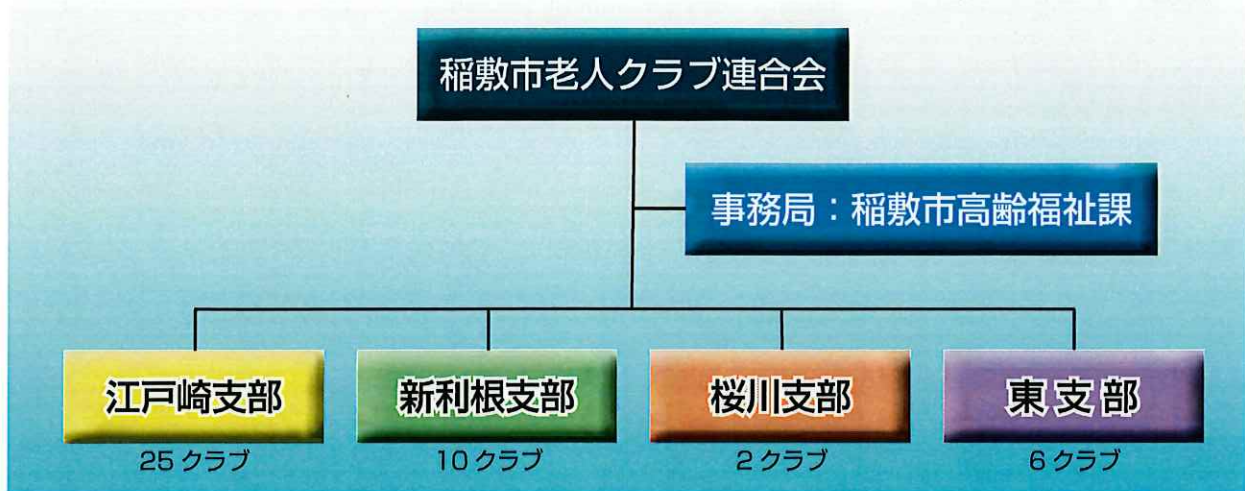 稲敷市老人クラブ連合会
事務局：稲敷市高齢福祉課
江戸崎支部
新利根支部
桜川支部
東支部
25クラブ
10クラブ
2クラブ
6クラブ